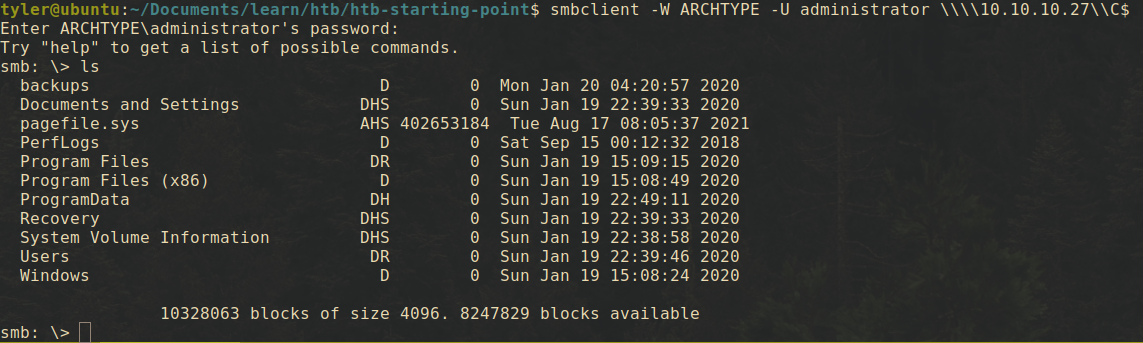 tyler@ubuntu:~/Documents/learn/htb/htb-starting-point$ smbclient -W ARCHTYPE -U administrator \\\\10.10.10.27\\C$
Enter ARCHTYPE\administrator's password:
Try "help" to get a list of possible commands.
smb: \> ls
  backups                             D        0  Mon Jan 20 04:20:57 2020
  Documents and Settings            DHS        0  Sun Jan 19 22:39:33 2020
  pagefile.sys                      AHS 402653184  Tue Aug 17 08:05:37 2021
  PerfLogs                            D        0  Sat Sep 15 00:12:32 2018
  Program Files                      DR        0  Sun Jan 19 15:09:15 2020
  Program Files (x86)                 D        0  Sun Jan 19 15:08:49 2020
  ProgramData                        DH        0  Sun Jan 19 22:49:11 2020
  Recovery                          DHS        0  Sun Jan 19 22:39:33 2020
  System Volume Information         DHS        0  Sun Jan 19 22:38:58 2020
  Users                              DR        0  Sun Jan 19 22:39:46 2020
  Windows                             D        0  Sun Jan 19 15:08:24 2020
                10328063 blocks of size 4096. 8247829 blocks available
smb: \>